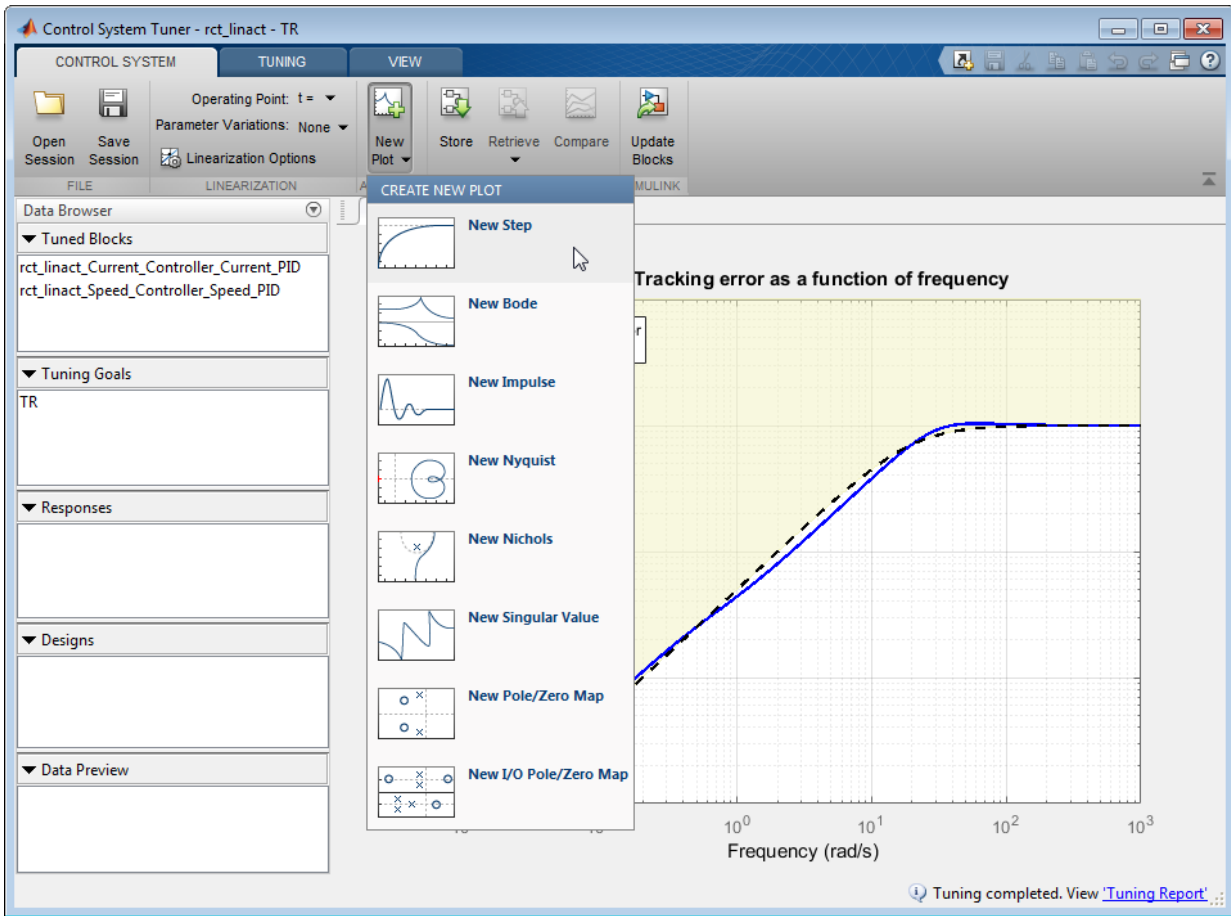 Control System Tuner - rct_linact - TR
CONTROL SYSTEM
TUNING
VIEW
Open Session
Save Session
Operating Point: t =
Parameter Variations: None
Linearization Options
New Plot
Store
Retrieve
Compare
Update Blocks
FILE
LINEARIZATION
A
MULINK
CREATE NEW PLOT
New Step
New Bode
New Impulse
New Nyquist
New Nichols
New Singular Value
New Pole/Zero Map
New I/O Pole/Zero Map
Data Browser
Tuned Blocks
rct_linact_Current_Controller_Current_PID
rct_linact_Speed_Controller_Speed_PID
Tuning Goals
TR
Responses
Designs
Data Preview
Tracking error as a function of frequency
r
10^0
10^1
10^2
10^3
Frequency (rad/s)
Tuning completed. View 'Tuning Report'